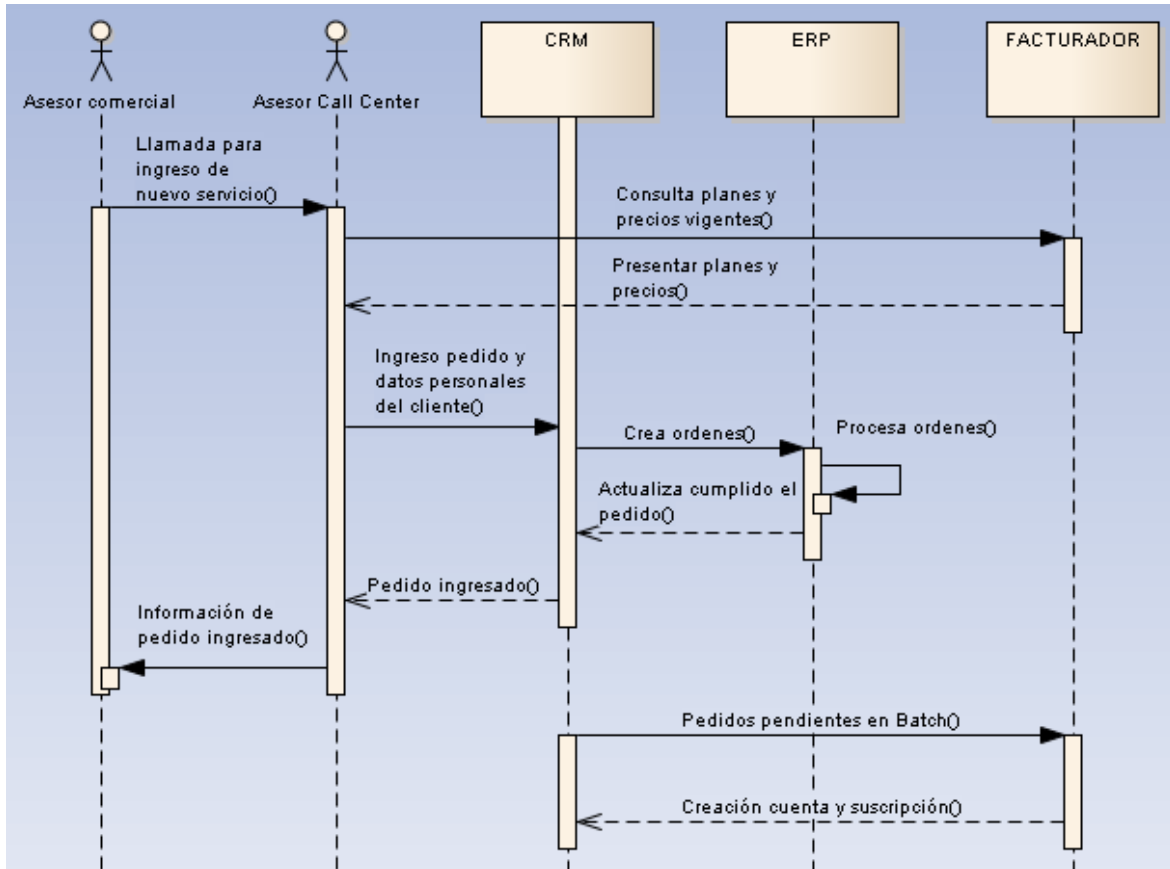 CRM
ERP
FACTURADOR
Asesor comercial
Asesor Call Center
Llamada para
ingreso de
nuevo servicio()
Consulta planes y
precios vigentes()
Presentar planes y
precios()
Ingreso pedido y
datos personales
del cliente()
Crea ordenes()
Procesa ordenes()
Actualiza cumplido el
pedido()
Pedido ingresado()
Información de
pedido ingresado()
Pedidos pendientes en Batch()
Creación cuenta y suscripción()